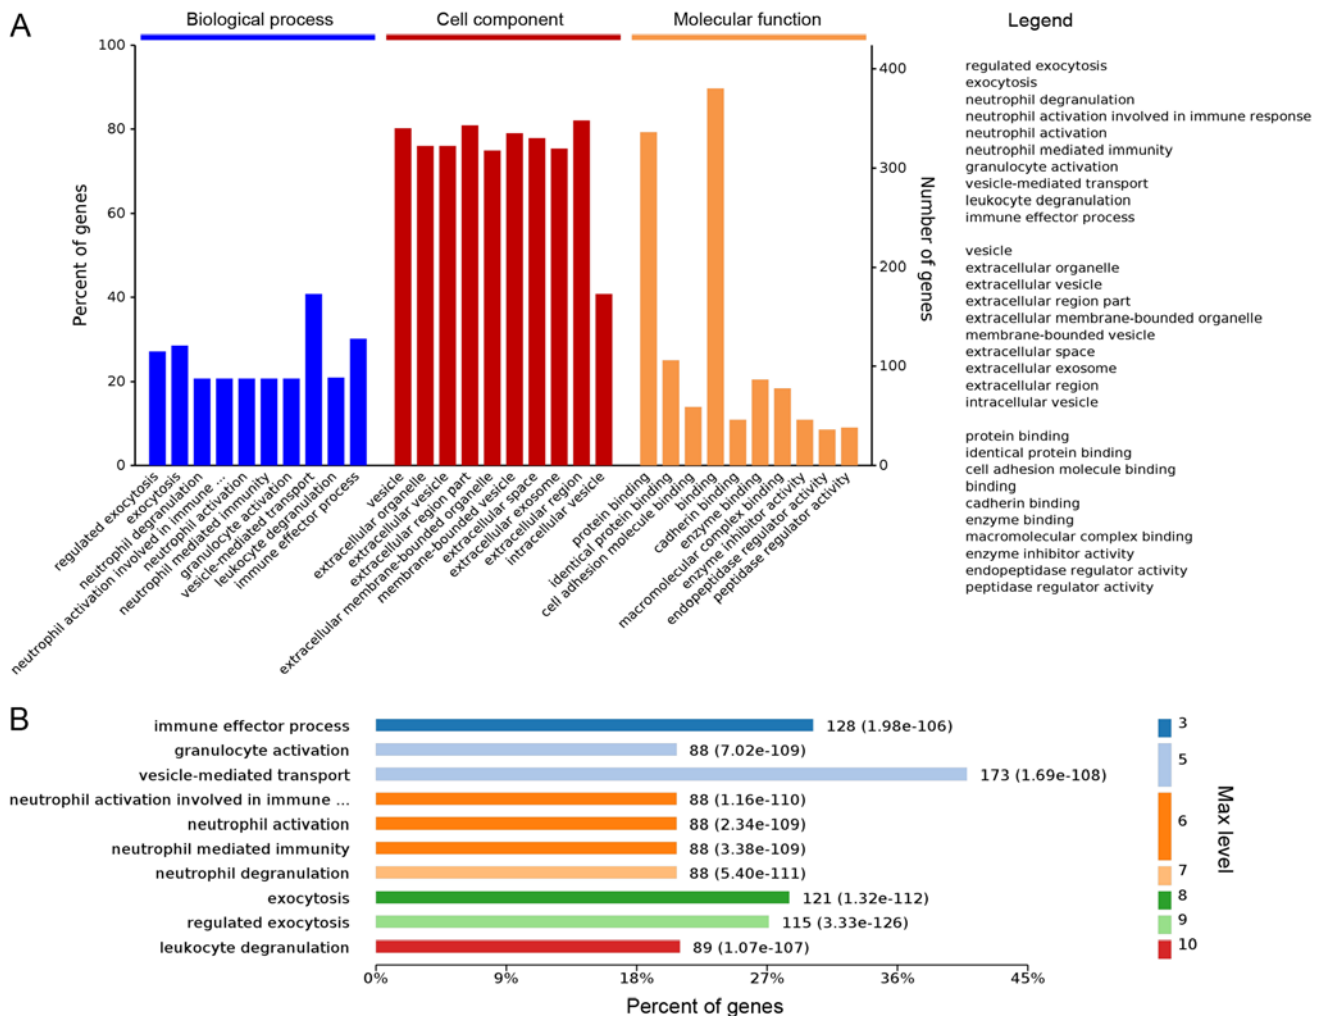 A
Biological process
Cell component
Molecular function
Legend
100
80
60
40
20
0
Percent of genes
400
300
200
100
0
Number of genes
regulated exocytosis
exocytosis
neutrophil degranulation
neutrophil activation involved in immune ...
neutrophil activation
neutrophil mediated immunity
granulocyte activation
vesicle-mediated transport
leukocyte degranulation
immune effector process
vesicle
extracellular organelle
extracellular vesicle
extracellular region part
extracellular membrane-bounded organelle
membrane-bounded vesicle
extracellular space
extracellular exosome
extracellular region
intracellular vesicle
protein binding
identical protein binding
cell adhesion molecule binding
binding
cadherin binding
enzyme binding
macromolecular complex binding
enzyme inhibitor activity
endopeptidase regulator activity
peptidase regulator activity
regulated exocytosis
exocytosis
neutrophil degranulation
neutrophil activation involved in immune response
neutrophil activation
neutrophil mediated immunity
granulocyte activation
vesicle-mediated transport
leukocyte degranulation
immune effector process
vesicle
extracellular organelle
extracellular vesicle
extracellular region part
extracellular membrane-bounded organelle
membrane-bounded vesicle
extracellular space
extracellular exosome
extracellular region
intracellular vesicle
protein binding
identical protein binding
cell adhesion molecule binding
binding
cadherin binding
enzyme binding
macromolecular complex binding
enzyme inhibitor activity
endopeptidase regulator activity
peptidase regulator activity
B
immune effector process 128 (1.98e-106)
granulocyte activation 88 (7.02e-109)
vesicle-mediated transport 173 (1.69e-108)
neutrophil activation involved in immune ... 88 (1.16e-110)
neutrophil activation 88 (2.34e-109)
neutrophil mediated immunity 88 (3.38e-109)
neutrophil degranulation 88 (5.40e-111)
exocytosis 121 (1.32e-112)
regulated exocytosis 115 (3.33e-126)
leukocyte degranulation 89 (1.07e-107)
0% 9% 18% 27% 36% 45%
Percent of genes
3
5
6
7
8
9
10
Max level